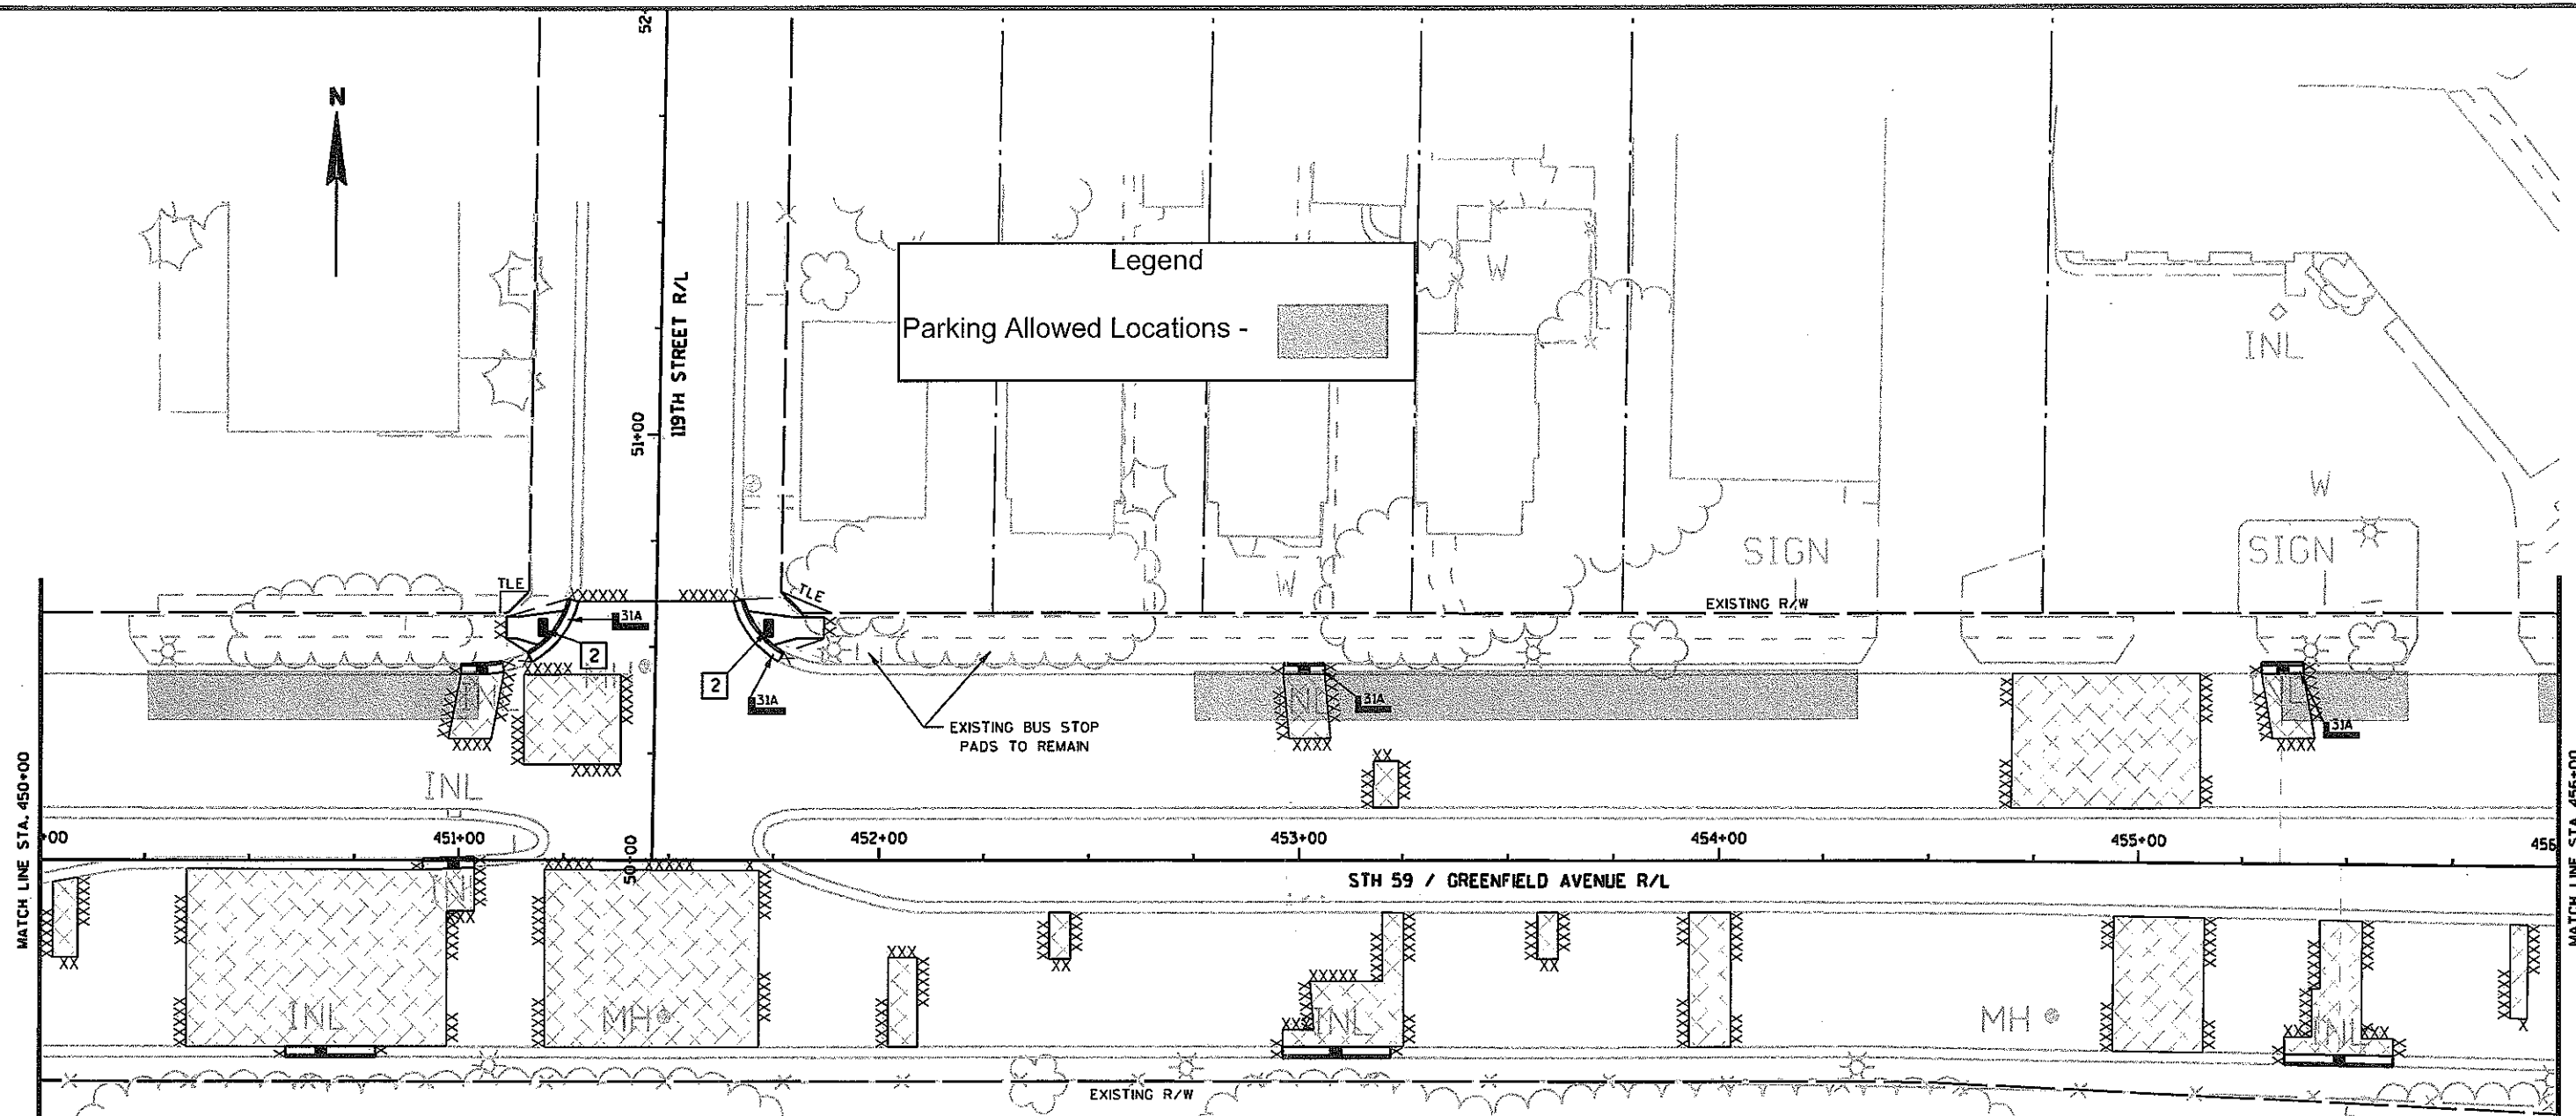 52+
N
Legend
Parking Allowed Locations -
119TH STREET R/L
51+00
W
INL
W
SIGN
SIGN
W
TLE
TLE
EXISTING R/W
31A
2
2
31A
INL
31A
31A
EXISTING BUS STOP
PADS TO REMAIN
INL
MATCH LINE STA. 450+00
MATCH LINE STA. 456+00
+00
451+00
452+00
453+00
454+00
455+00
456
50+00
STH 59 / GREENFIELD AVENUE R/L
INL
INL
MH
INL
MH
INL
EXISTING R/W